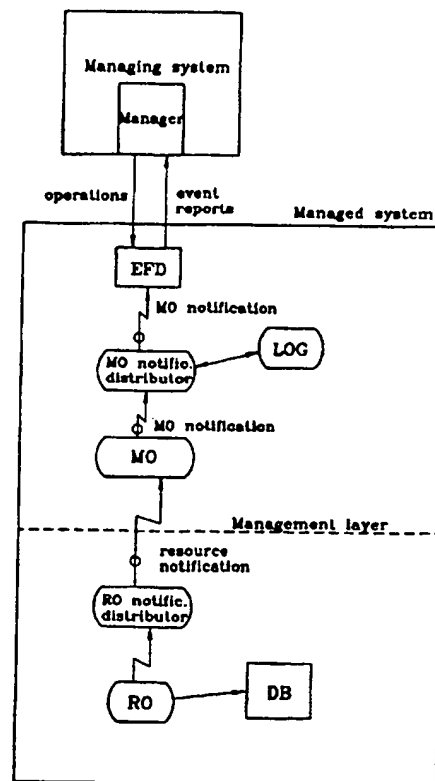 Managing system
Manager
operations
event
reports
Managed system
EFD
MO notification
LOG
MO notific.
distributor
MO notification
MO
Management layer
resource
notification
RO notific.
distributor
RO
DB